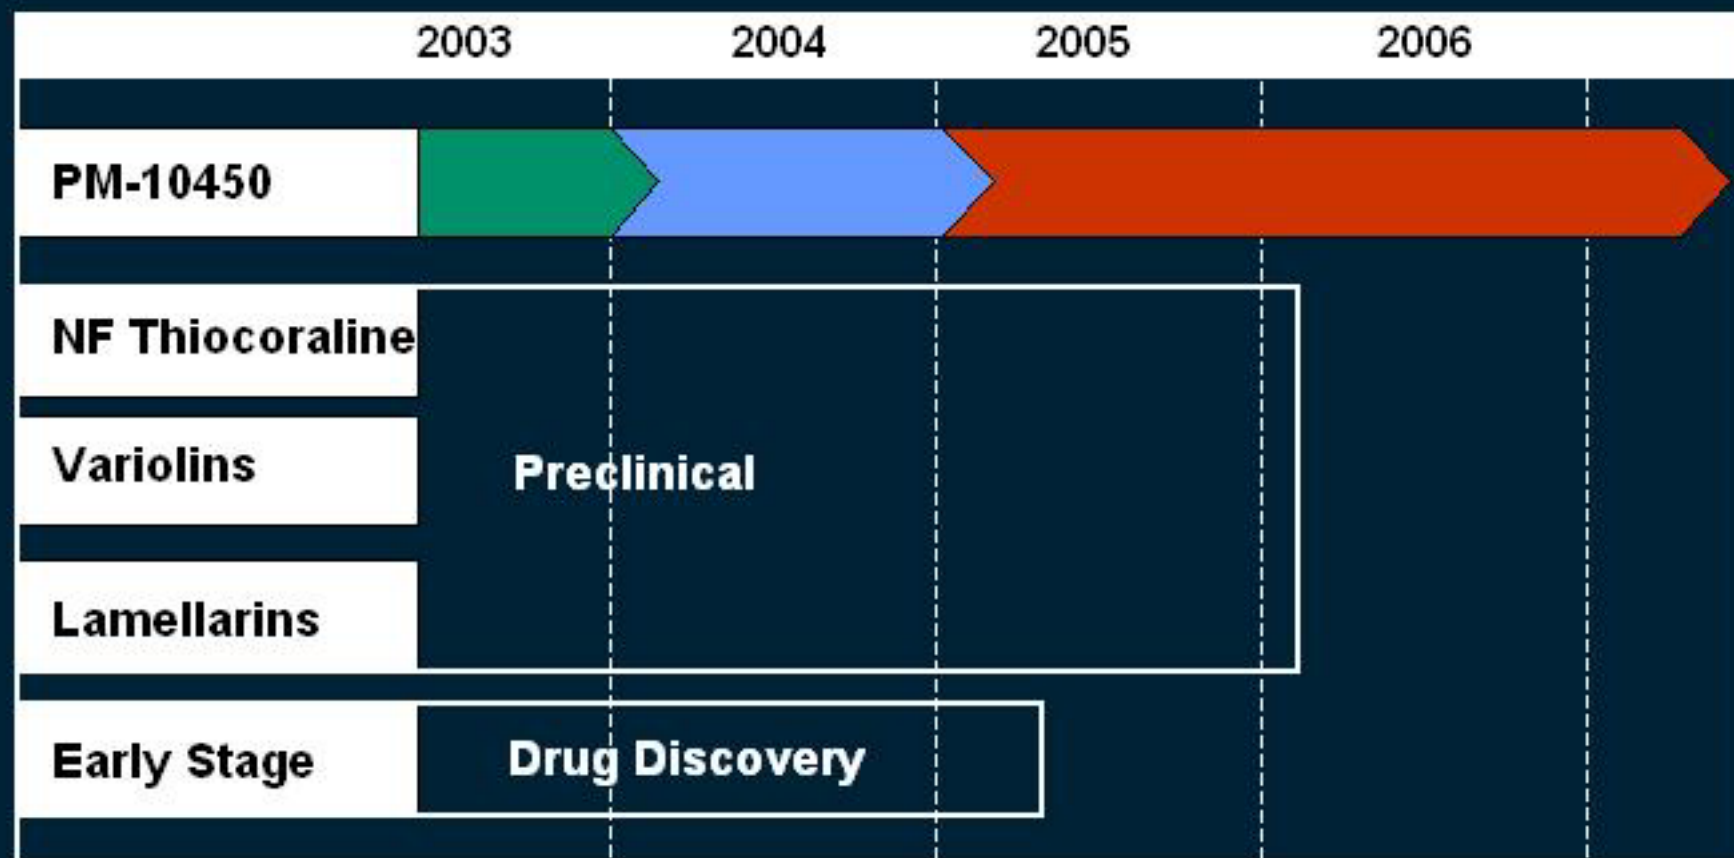 2003 2004 2005 2006
PM-10450
NF Thiocoraline
Variolins
Preclinical
Lamellarins
Early Stage
Drug Discovery